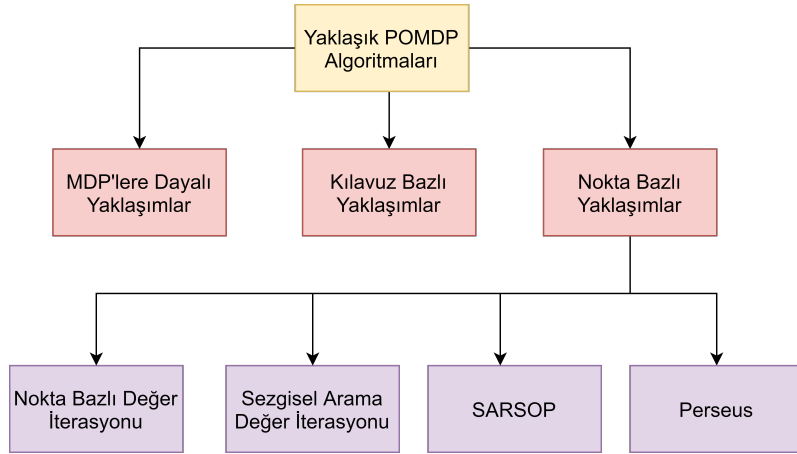 Yaklaşık POMDP
Algoritmaları
MDP'lere Dayalı
Yaklaşımlar
Kılavuz Bazlı
Yaklaşımlar
Nokta Bazlı
Yaklaşımlar
Nokta Bazlı Değer
İterasyonu
Sezgisel Arama
Değer İterasyonu
SARSOP
Perseus